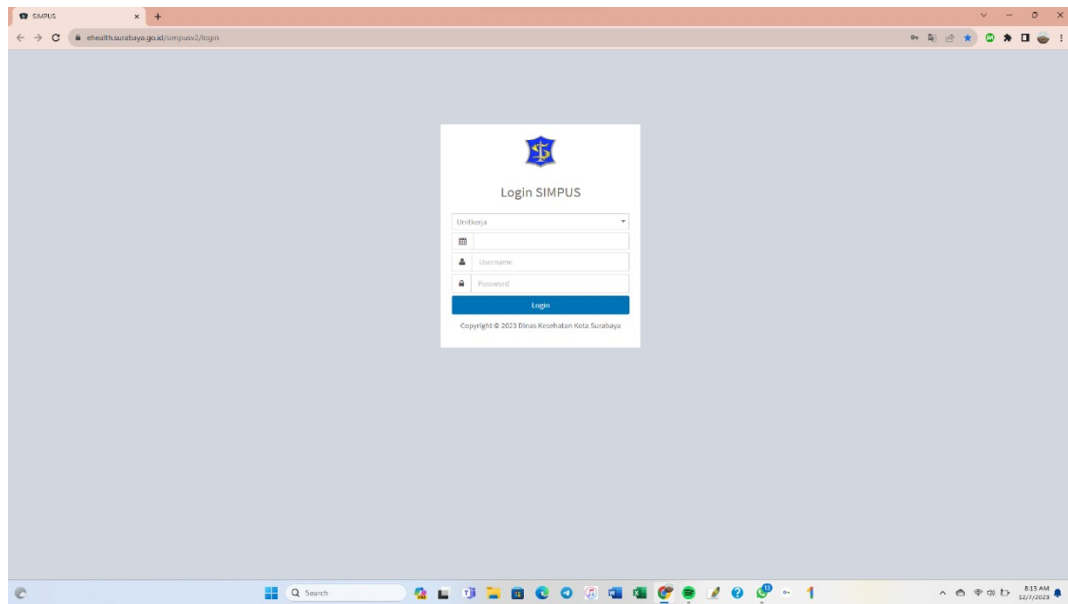 SIMPUS
ehealth.surabaya.go.id/simpusv2/login
Login SIMPUS
Unitkerja
Username
Password
Login
Copyright © 2023 Dinas Kesehatan Kota Surabaya
Search
8:13 AM
12/7/2023